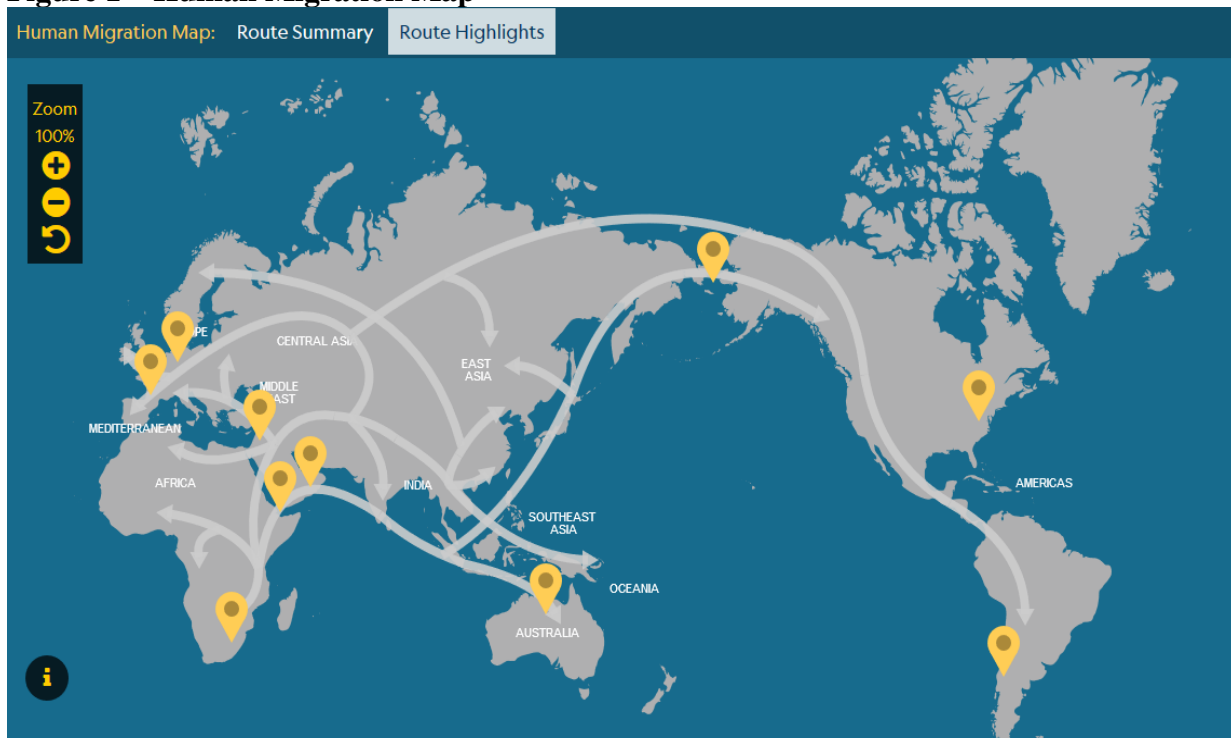 Human Migration Map: Route Summary Route Highlights
Zoom
100%
CENTRAL
EAST
ASIA
MIDDLE
MEDITERRANEAN
AFRICA
INDIA
AMERICAS
SOUTHEAST
ASIA
OCEANIA
AUSTRALIA
i